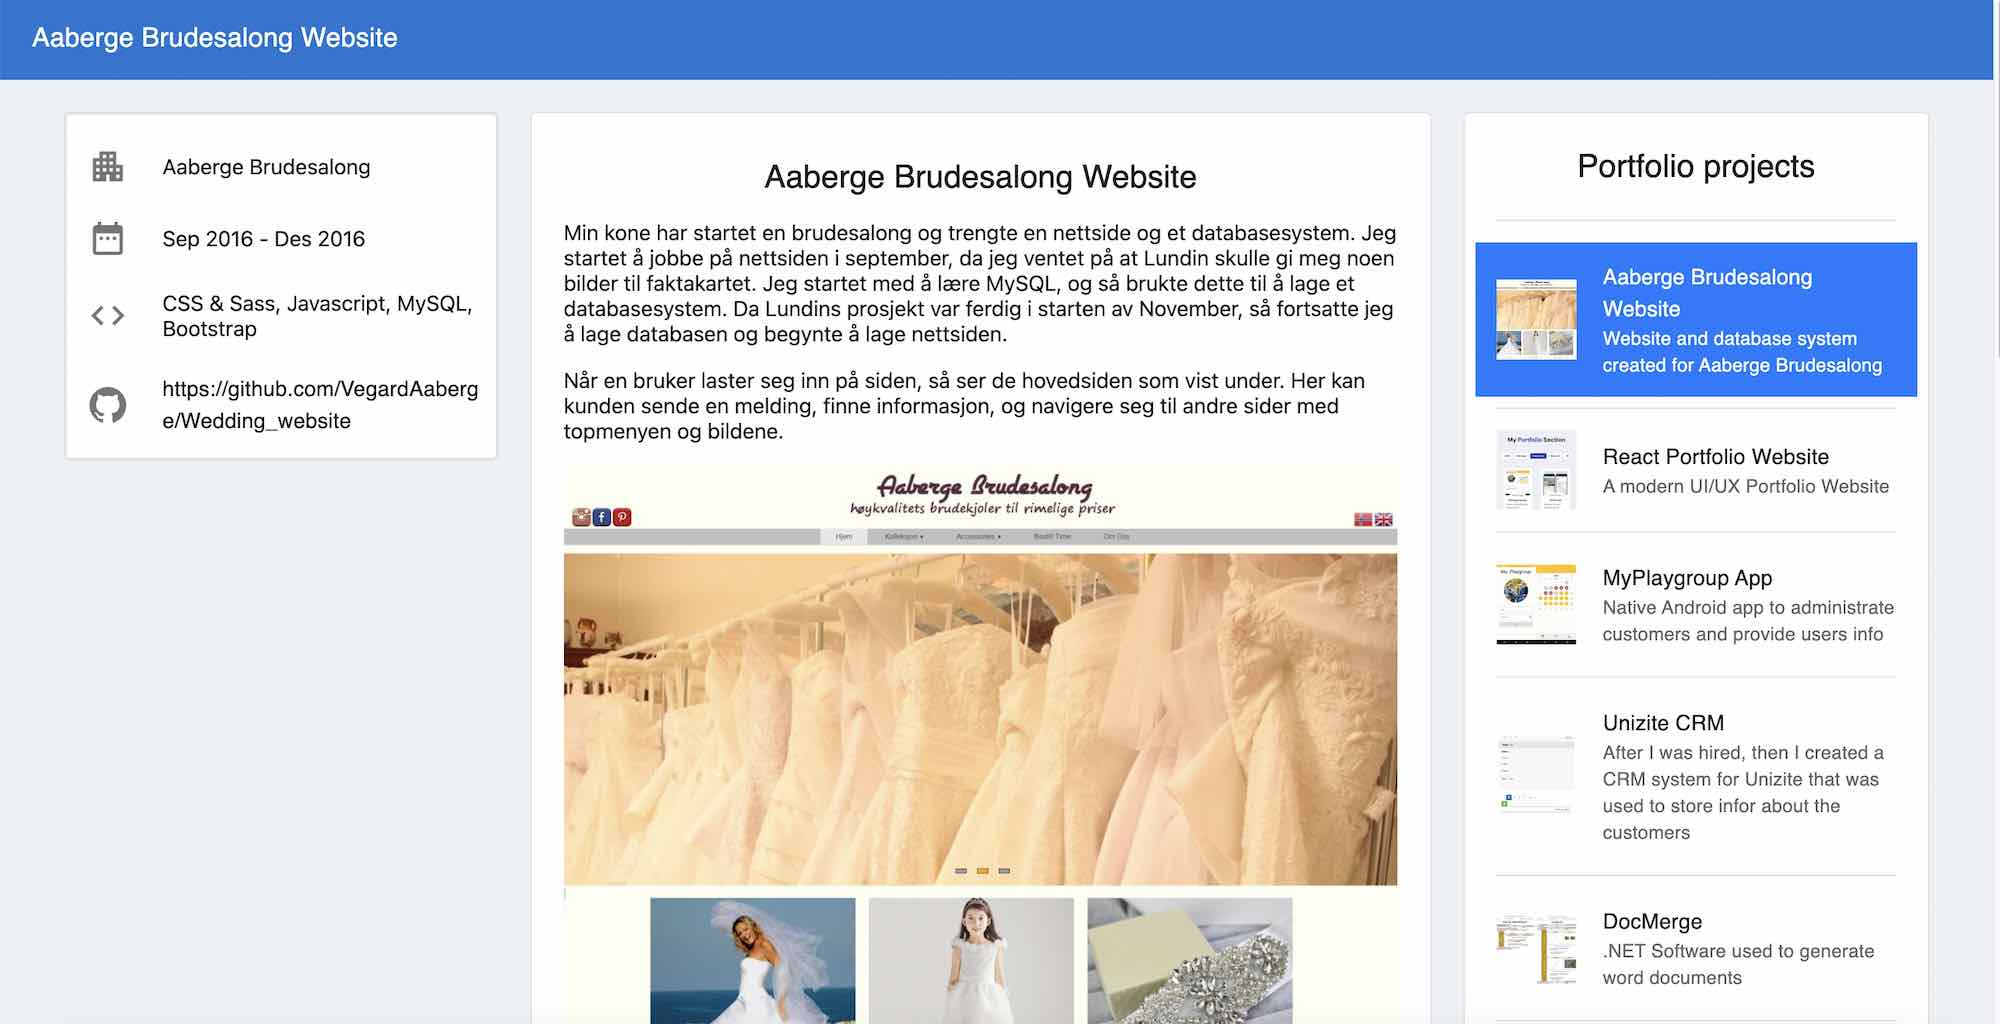 Aaberge Brudesalong Website
Aaberge Brudesalong
Sep 2016 - Des 2016
CSS & Sass, Javascript, MySQL,
Bootstrap
https://github.com/VegardAaberg
e/Wedding_website
Aaberge Brudesalong Website
Min kone har startet en brudesalong og trengte en nettside og et databasesystem. Jeg
startet å jobbe på nettsiden i september, da jeg ventet på at Lundin skulle gi meg noen
bilder til faktakartet. Jeg startet med å lære MySQL, og så brukte dette til å lage et
databasesystem. Da Lundins prosjekt var ferdig i starten av November, så fortsatte jeg
å lage databasen og begynte å lage nettsiden.
Når en bruker laster seg inn på siden, så ser de hovedsiden som vist under. Her kan
kunden sende en melding, finne informasjon, og navigere seg til andre sider med
topmenyen og bildene.
Aaberge Brudesalong
høykvalitets brudekjoler til rimelige priser
Hjem Kolleksjon Accessories Bestill Time Om Oss
Portfolio projects
Aaberge Brudesalong
Website
Website and database system
created for Aaberge Brudesalong
My Portfolio Section
React Portfolio Website
A modern UI/UX Portfolio Website
My Playgroup
MyPlaygroup App
Native Android app to administrate
customers and provide users info
Unizite CRM
After I was hired, then I created a
CRM system for Unizite that was
used to store infor about the
customers
DocMerge
.NET Software used to generate
word documents